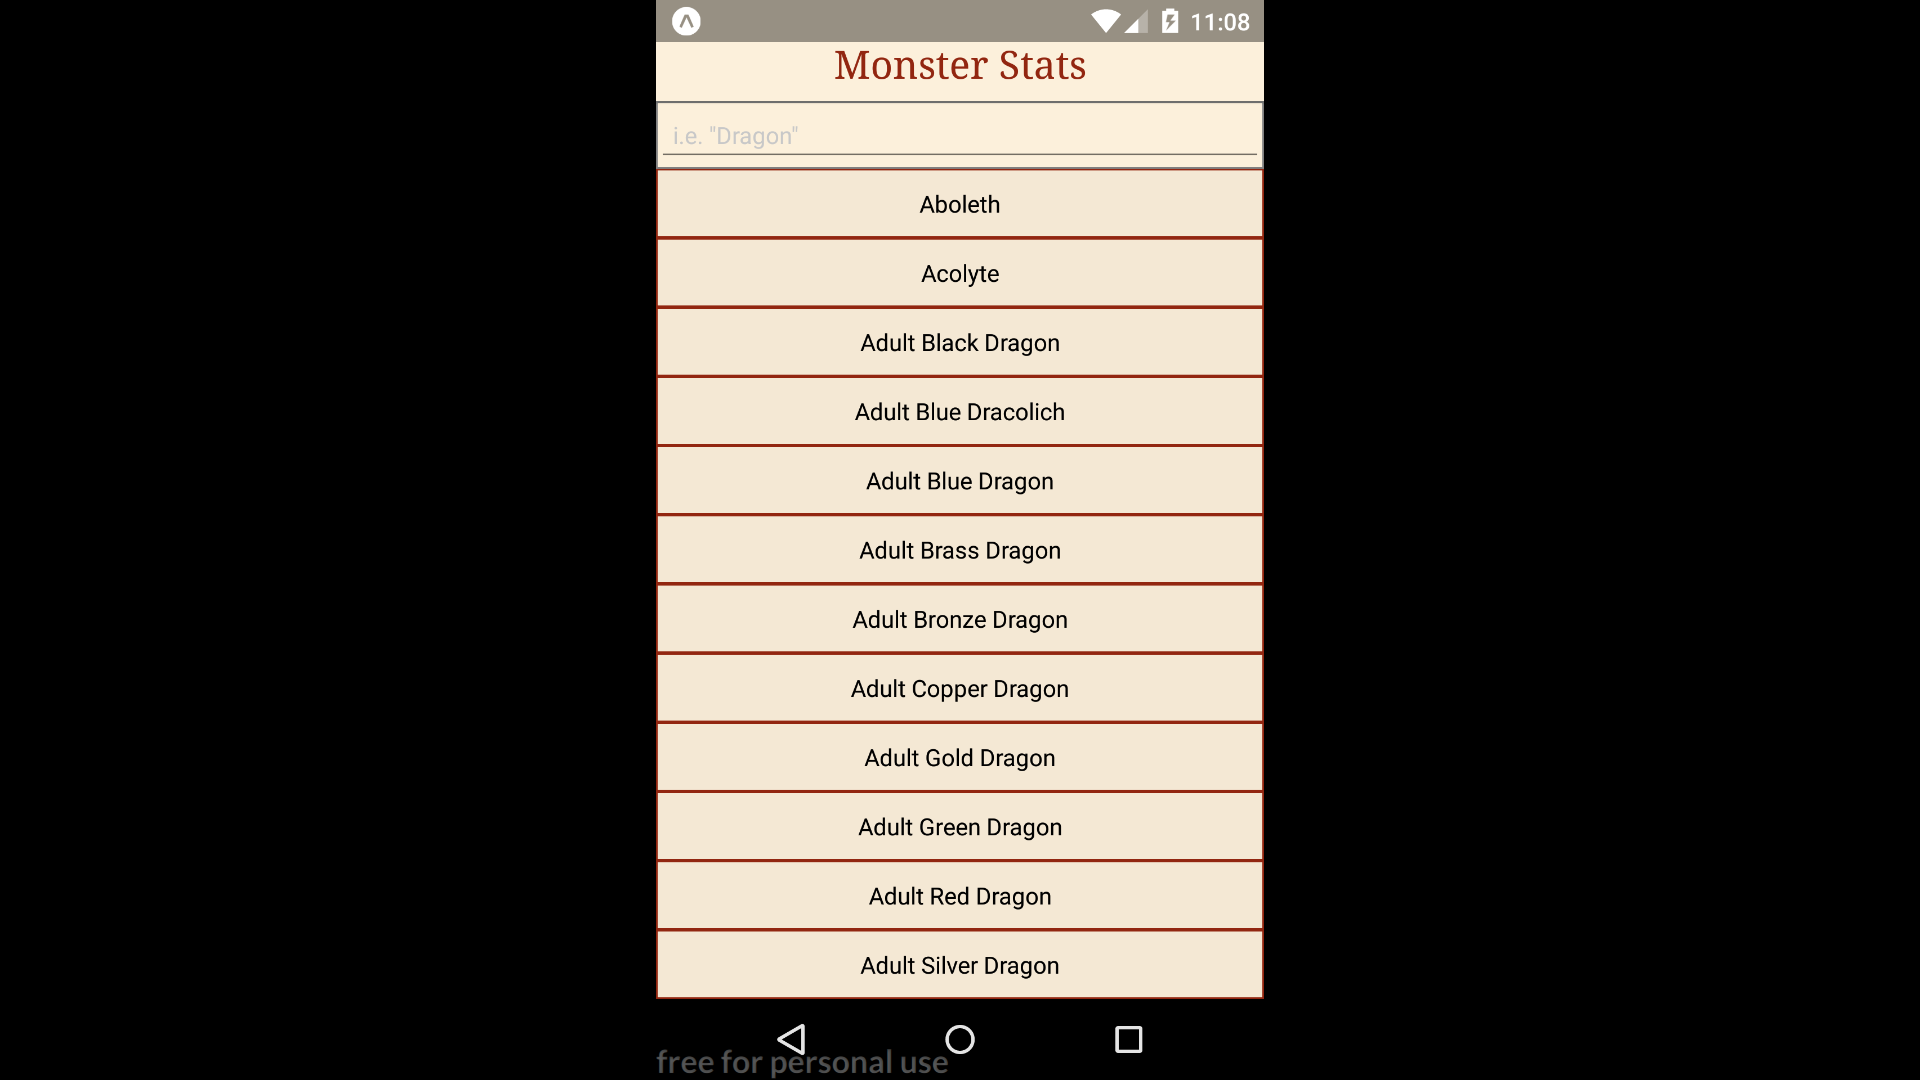 11:08
Monster Stats
i.e. "Dragon"
Aboleth
Acolyte
Adult Black Dragon
Adult Blue Dracolich
Adult Blue Dragon
Adult Brass Dragon
Adult Bronze Dragon
Adult Copper Dragon
Adult Gold Dragon
Adult Green Dragon
Adult Red Dragon
Adult Silver Dragon
free for personal use